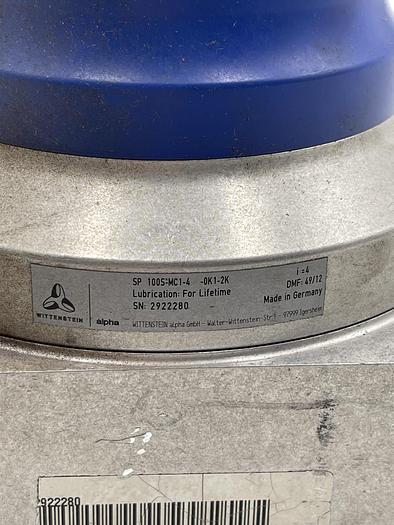 SP 100S-MC1-4 -0K1-2K
i=4
Lubrication: For Lifetime
DMF: 49/12
SN: 2922280 -
Made in Germany
WITTENSTEIN
alpha
WITTENSTEIN alpha GmbH - Walter-Wittenstein-Str.1 - 97999 Igersheim
2922280